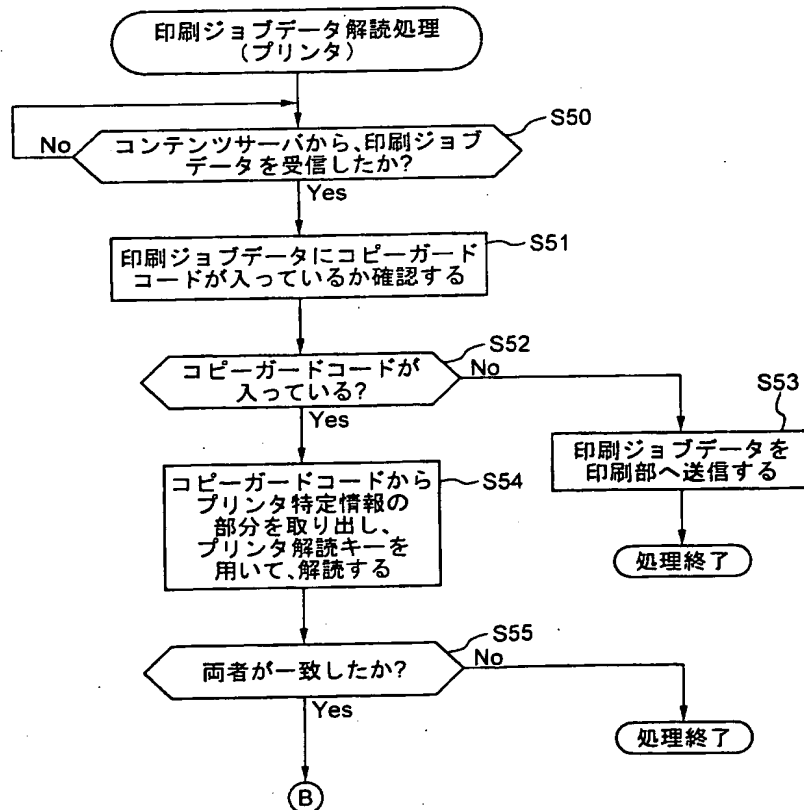 印刷ジョブデータ解読処理
(プリンタ)
S50
No
コンテンツサーバから、印刷ジョブ
データを受信したか?
Yes
S51
印刷ジョブデータにコピーガード
コードが入っているか確認する
S52
コピーガードコードが
入っている?
No
Yes
S53
印刷ジョブデータを
印刷部へ送信する
処理終了
S54
コピーガードコードから
プリンタ特定情報の
部分を取り出し、
プリンタ解読キーを
用いて、解読する
S55
両者が一致したか?
No
Yes
処理終了
B